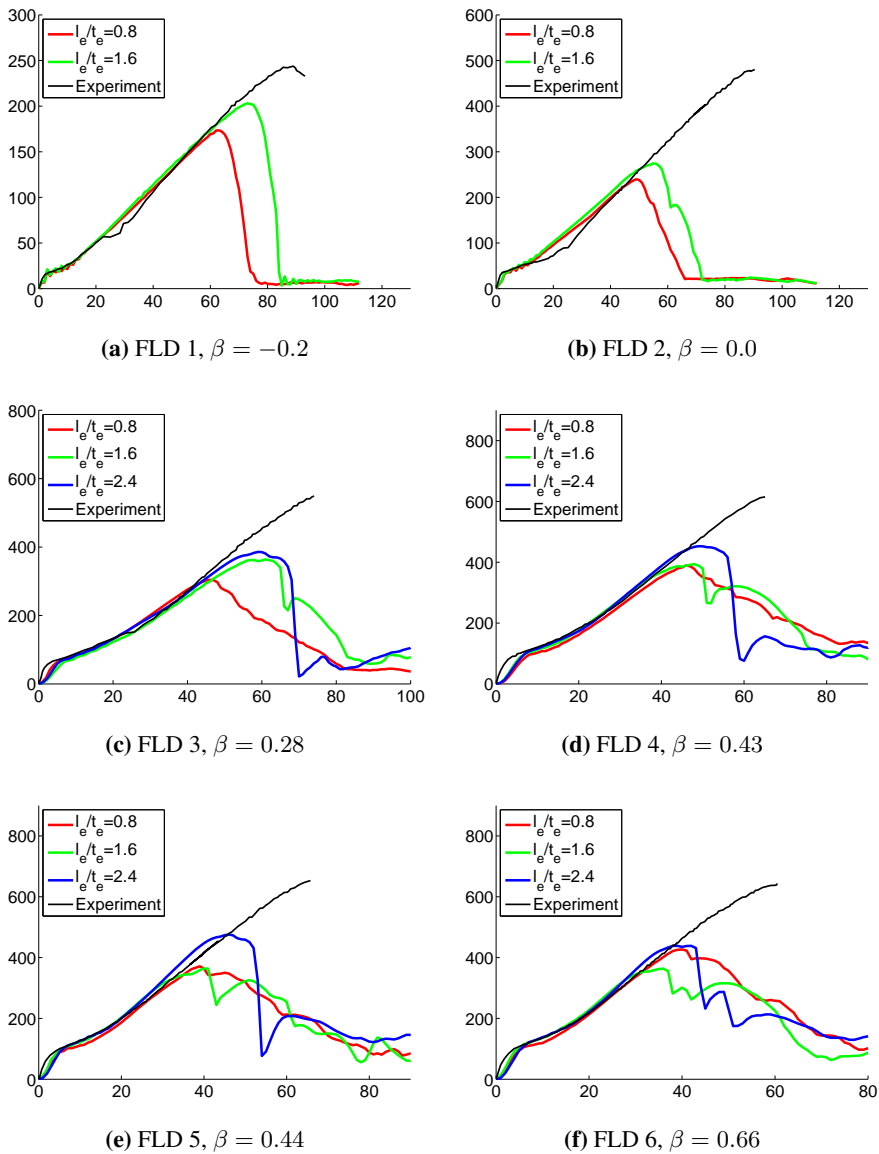 300
250
200
150
100
50
0
0 20 40 60 80 100 120
l_e/t_e=0.8
l_e/t_e=1.6
Experiment
(a) FLD 1, β = −0.2
600
500
400
300
200
100
0
0 20 40 60 80 100 120
l_e/t_e=0.8
l_e/t_e=1.6
Experiment
(b) FLD 2, β = 0.0
800
600
400
200
0
0 20 40 60 80 100
l_e/t_e=0.8
l_e/t_e=1.6
l_e/t_e=2.4
Experiment
(c) FLD 3, β = 0.28
800
600
400
200
0
0 20 40 60 80
l_e/t_e=0.8
l_e/t_e=1.6
l_e/t_e=2.4
Experiment
(d) FLD 4, β = 0.43
800
600
400
200
0
0 20 40 60 80
l_e/t_e=0.8
l_e/t_e=1.6
l_e/t_e=2.4
Experiment
(e) FLD 5, β = 0.44
800
600
400
200
0
0 20 40 60 80
l_e/t_e=0.8
l_e/t_e=1.6
l_e/t_e=2.4
Experiment
(f) FLD 6, β = 0.66